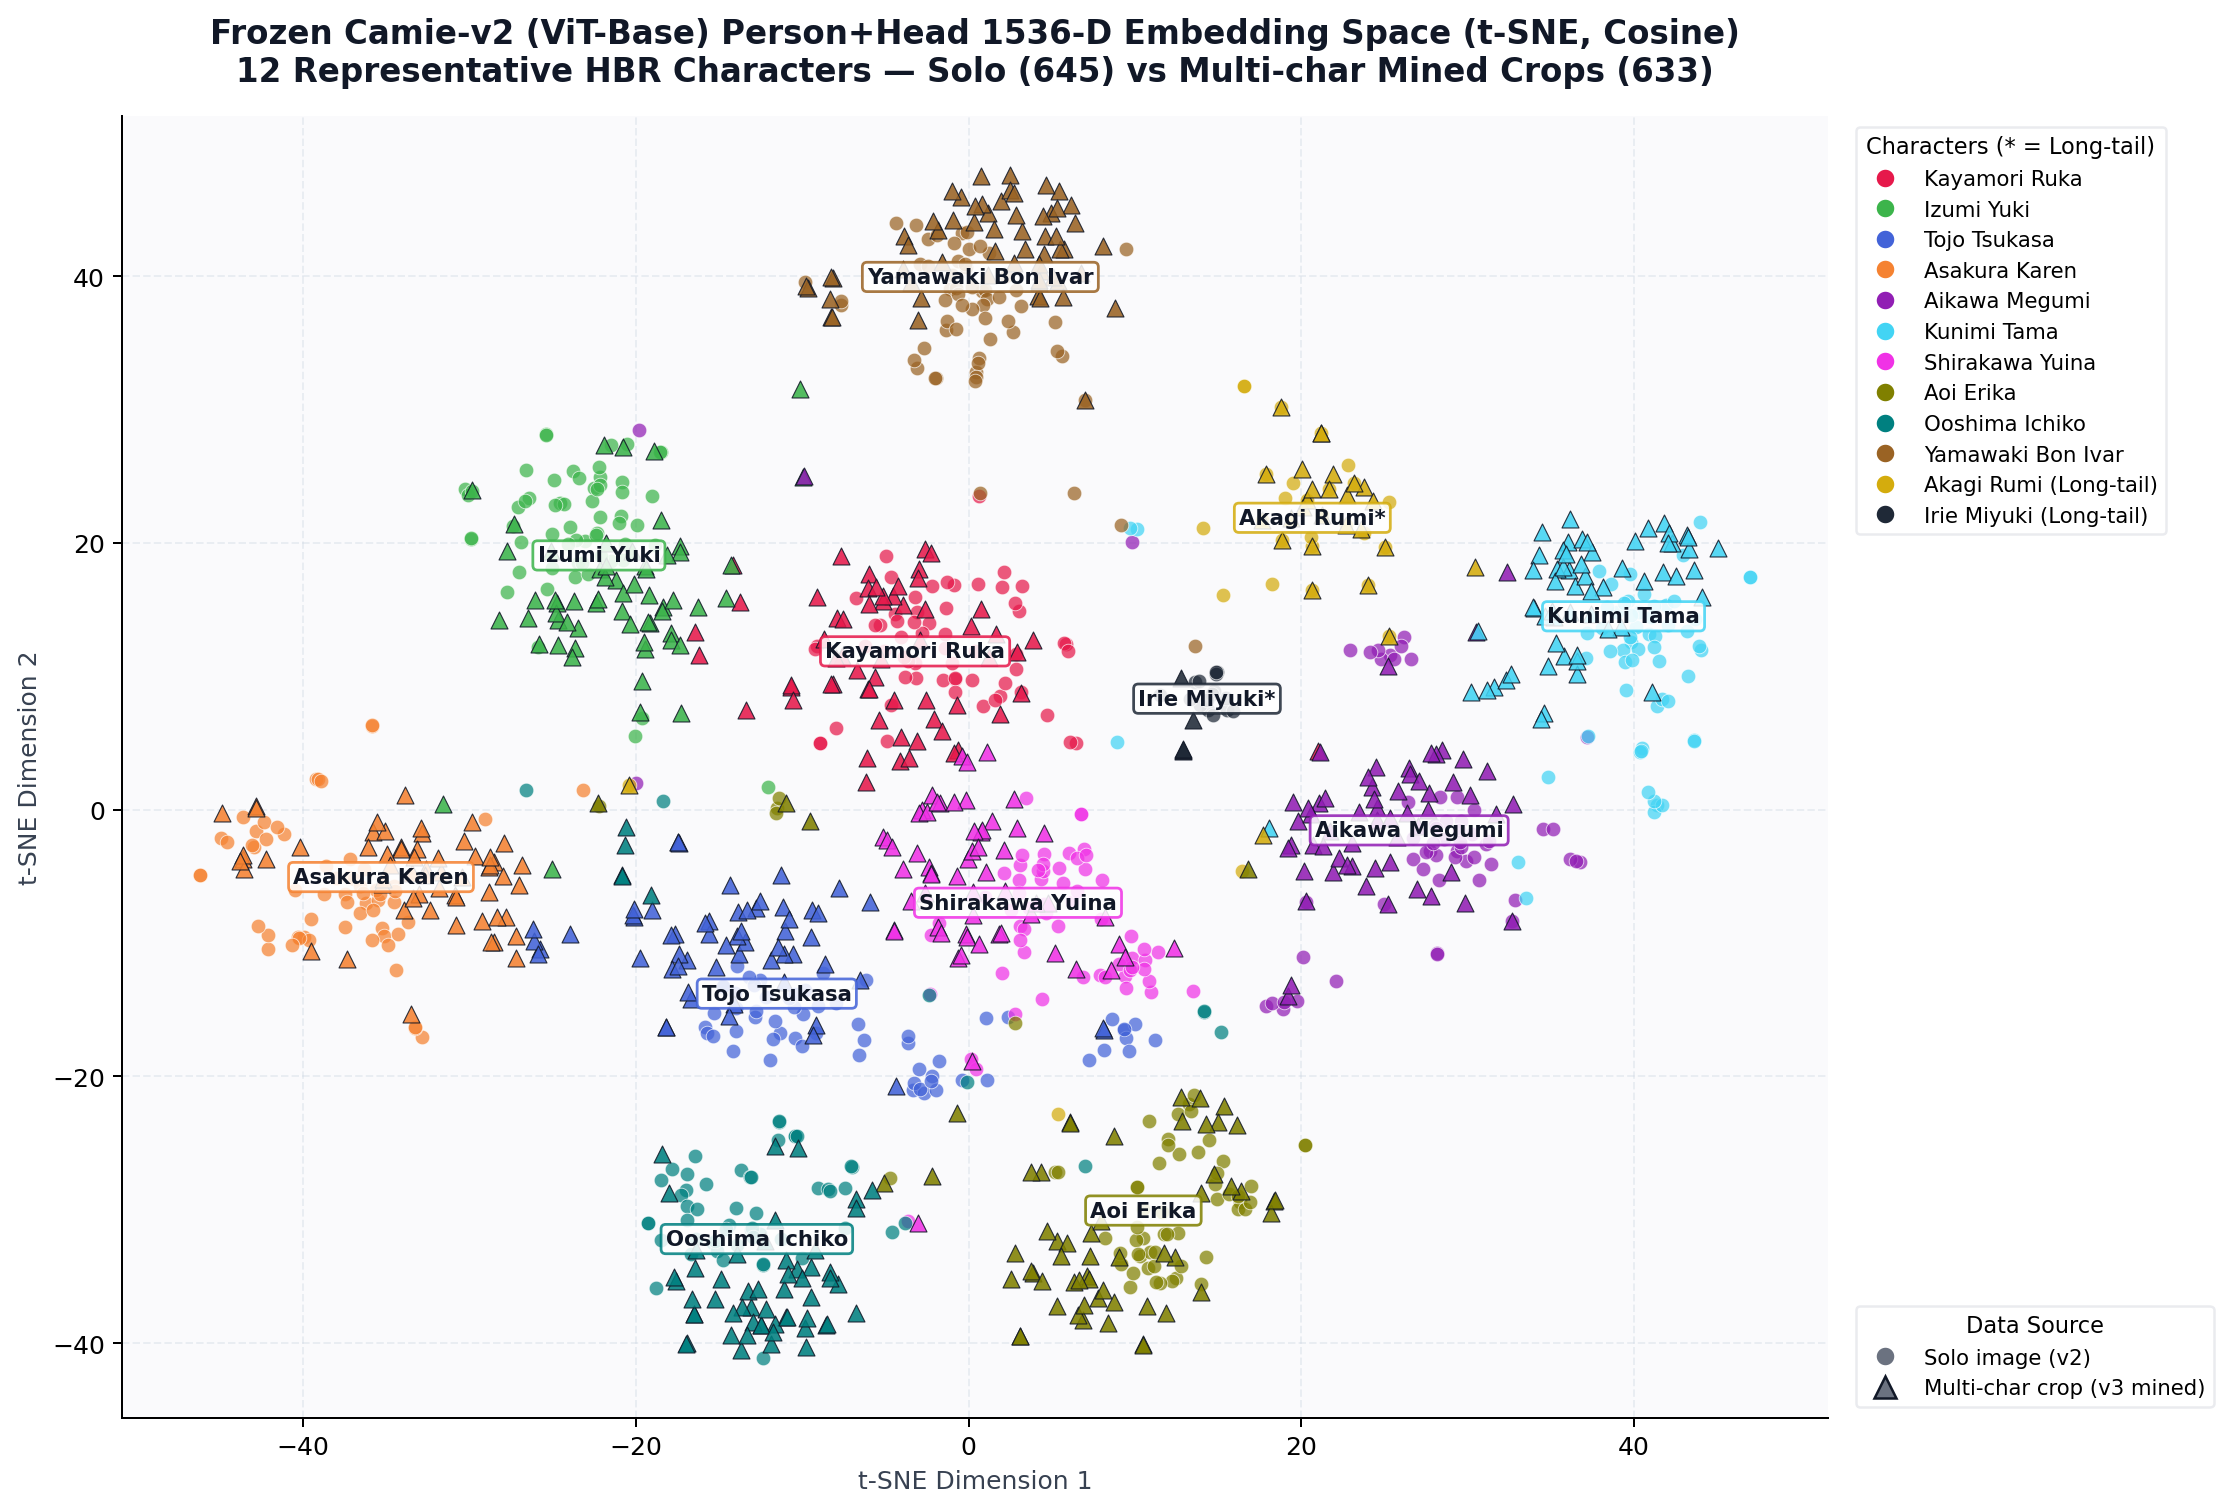 Frozen Camie-v2 (ViT-Base) Person+Head 1536-D Embedding Space (t-SNE, Cosine)
12 Representative HBR Characters — Solo (645) vs Multi-char Mined Crops (633)
Characters (* = Long-tail)
Kayamori Ruka
Izumi Yuki
Tojo Tsukasa
Asakura Karen
Aikawa Megumi
Kunimi Tama
Shirakawa Yuina
Aoi Erika
Ooshima Ichiko
Yamawaki Bon Ivar
Akagi Rumi (Long-tail)
Irie Miyuki (Long-tail)
t-SNE Dimension 2
40
20
0
−20
−40
Yamawaki Bon Ivar
Akagi Rumi*
Izumi Yuki
Kunimi Tama
Kayamori Ruka
Irie Miyuki*
Aikawa Megumi
Asakura Karen
Shirakawa Yuina
Tojo Tsukasa
Aoi Erika
Ooshima Ichiko
Data Source
Solo image (v2)
Multi-char crop (v3 mined)
−40
−20
0
20
40
t-SNE Dimension 1